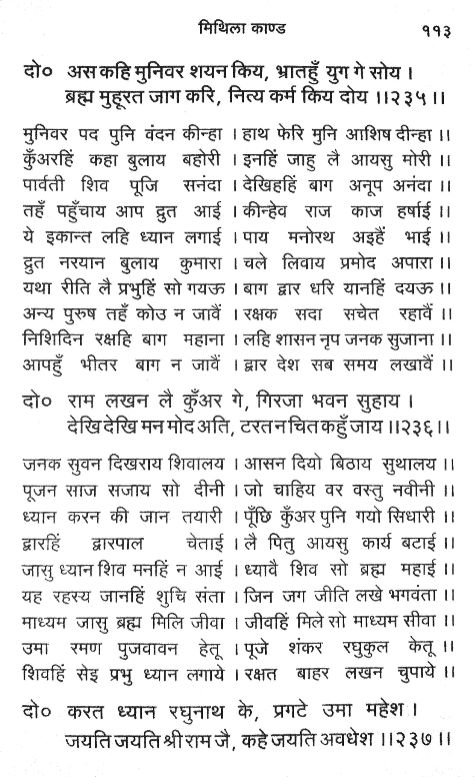 मिथिला काण्ड ११३
दो० अस कहि मुनिवर शयन किय, भ्रातहुँ युग गे सोय ।
ब्रह्म मुहूरत जाग करि, नित्य कर्म किय दोय ।।२३५।।
मुनिवर पद पुनि वंदन कीन्हा । हाथ फेरि मुनि आशिष दीन्हा ।।
कुँअरहिं कहा बुलाय बहोरी । इनहिं जाहु लै आयसु मोरी ।।
पार्वती शिव पूजि सनंदा । देखिहहिं बाग अनूप अनंदा ।।
तहँ पहुँचाय आप द्रुत आई । कीन्हेव राज काज हर्षाई ।।
ये इकान्त लहि ध्यान लगाई । पाय मनोरथ अइहैं भाई ।।
द्रुत नरयान बुलाय कुमारा । चले लिवाय प्रमोद अपारा ।।
यथा रीति लै प्रभुहिं सो गयऊ । बाग द्वार धरि यानहिं दयऊ ।।
अन्य पुरुष तहँ कोउ न जावैं । रक्षक सदा सचेत रहावैं ।।
निशिदिन रक्षहि बाग महाना । लहि शासन नृप जनक सुजाना ।।
आपहुँ भीतर बाग न जावैं । द्वार देश सब समय लखावैं ।।
दो० राम लखन लै कुँअर गे, गिरजा भवन सुहाय ।
देखि देखि मन मोद अति, टरत न चित कहुँ जाय ।।२३६।।
जनक सुवन दिखराय शिवालय । आसन दियो बिठाय सुथालय ।।
पूजन साज सजाय सो दीनी । जो चाहिय वर वस्तु नवीनी ।।
ध्यान करन की जान तयारी । पूँछि कुँअर पुनि गयो सिधारी ।।
द्वारहिं द्वारपाल चेताई । लै पितु आयसु कार्य बटाई ।।
जासु ध्यान शिव मनहिं न आई । ध्यावै शिव सो ब्रह्म महाई ।।
यह रहस्य जानहिं शुचि संता । जिन जग जीति लखे भगवंता ।।
माध्यम जासु ब्रह्म मिलि जीवा । जीवहिं मिले सो माध्यम सीवा ।।
उमा रमण पुजवावन हेतू । पूजे शंकर रघुकुल केतू ।।
शिवहिं सेइ प्रभु ध्यान लगाये । रक्षत बाहर लखन चुपाये ।।
दो० करत ध्यान रघुनाथ के, प्रगटे उमा महेश ।
जयति जयति श्री राम जै, कहे जयति अवधेश ।।२३७।।